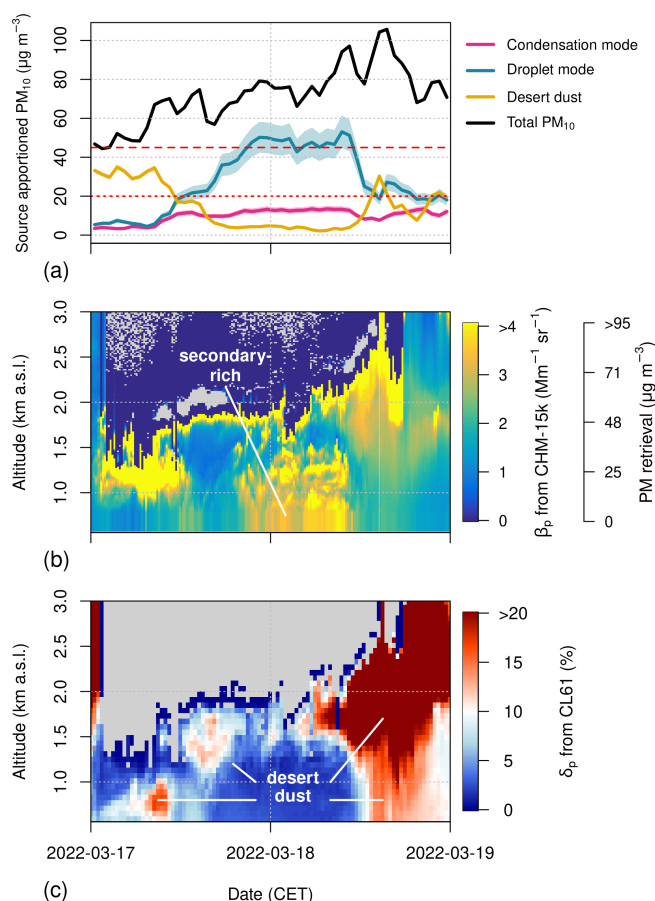 Source apportioned PM₁₀ (µg m⁻³)
100
80
60
40
20
0
Condensation mode
Droplet mode
Desert dust
Total PM₁₀
(a)
Altitude (km a.s.l.)
3.0
2.5
2.0
1.5
1.0
secondary-
rich
>4
3
2
1
0
βₚ from CHM-15k (Mm⁻¹ sr⁻¹)
>95
71
48
25
0
PM retrieval (µg m⁻³)
(b)
Altitude (km a.s.l.)
3.0
2.5
2.0
1.5
1.0
desert
dust
>20
15
10
5
0
δₚ from CL61 (%)
2022-03-17
2022-03-18
2022-03-19
(c)
Date (CET)